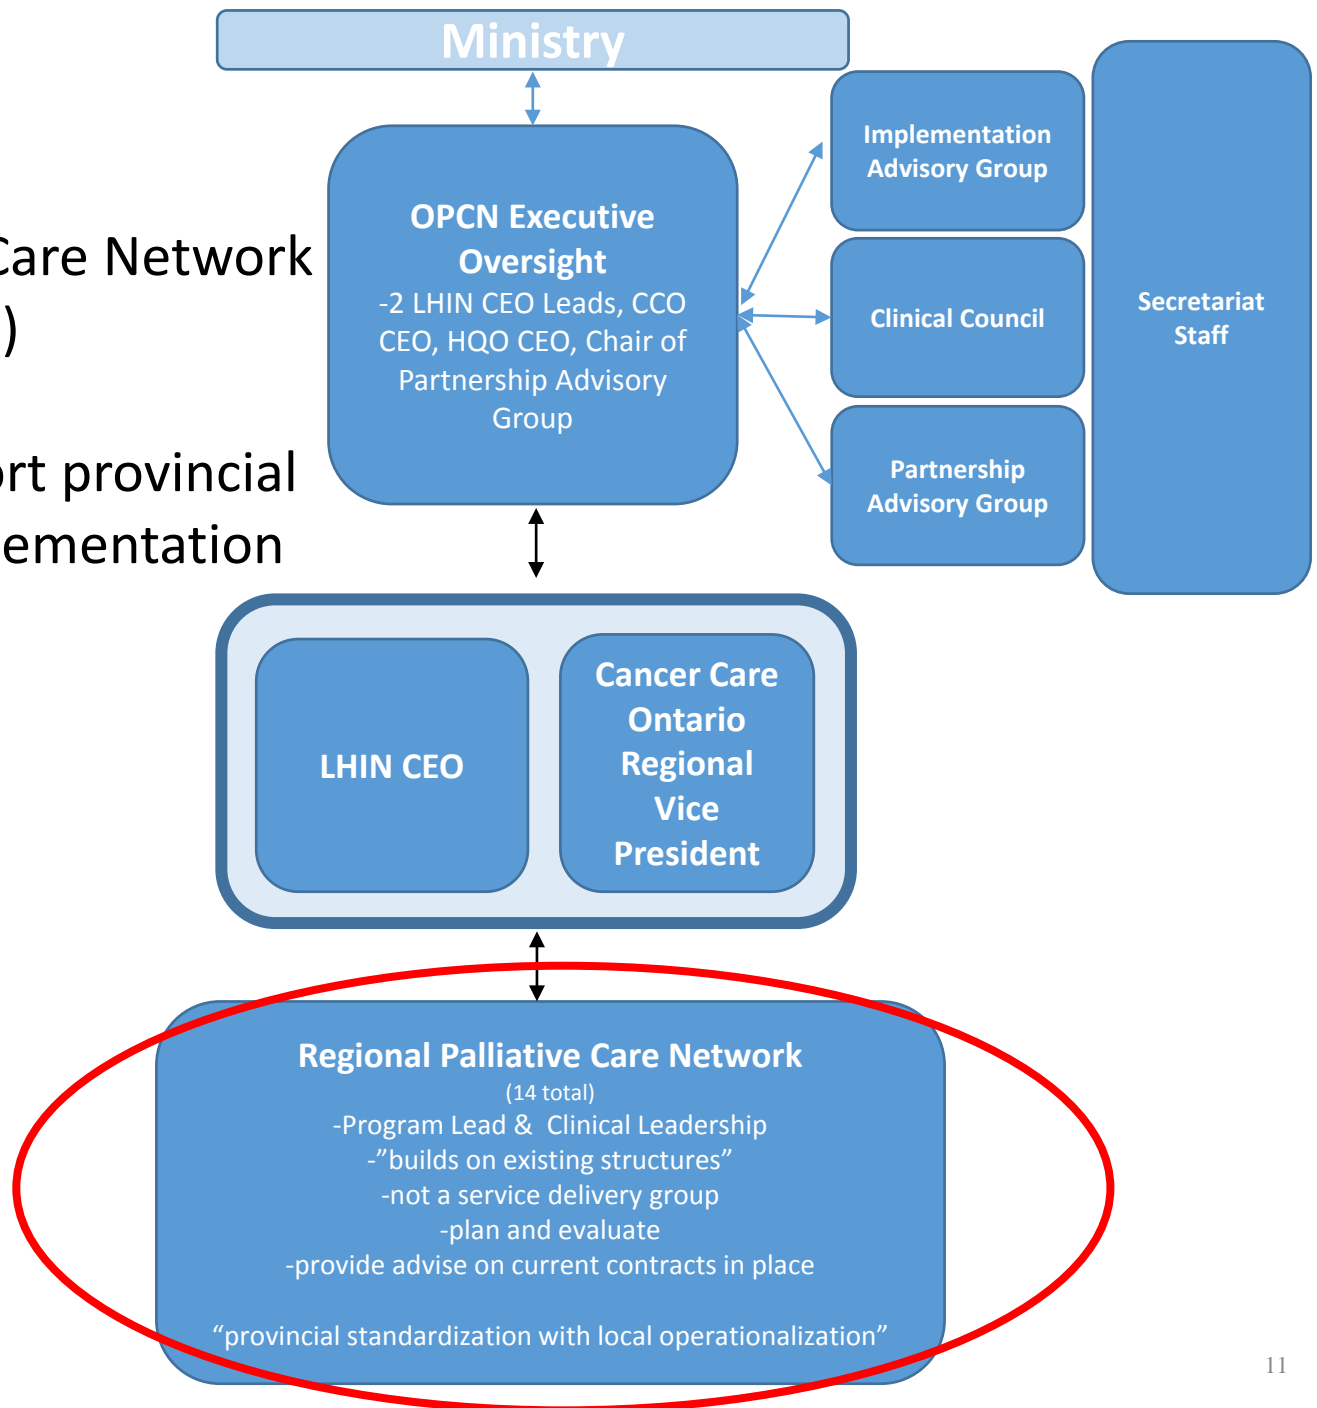 Ministry
Care Network
)
ort provincial
lementation
OPCN Executive
Oversight
-2 LHIN CEO Leads, CCO
CEO, HQO CEO, Chair of
Partnership Advisory
Group
Implementation
Advisory Group
Clinical Council
Partnership
Advisory Group
Secretariat
Staff
LHIN CEO
Cancer Care
Ontario
Regional
Vice
President
Regional Palliative Care Network
(14 total)
-Program Lead &  Clinical Leadership
-”builds on existing structures”
-not a service delivery group
-plan and evaluate
-provide advise on current contracts in place
“provincial standardization with local operationalization”
11